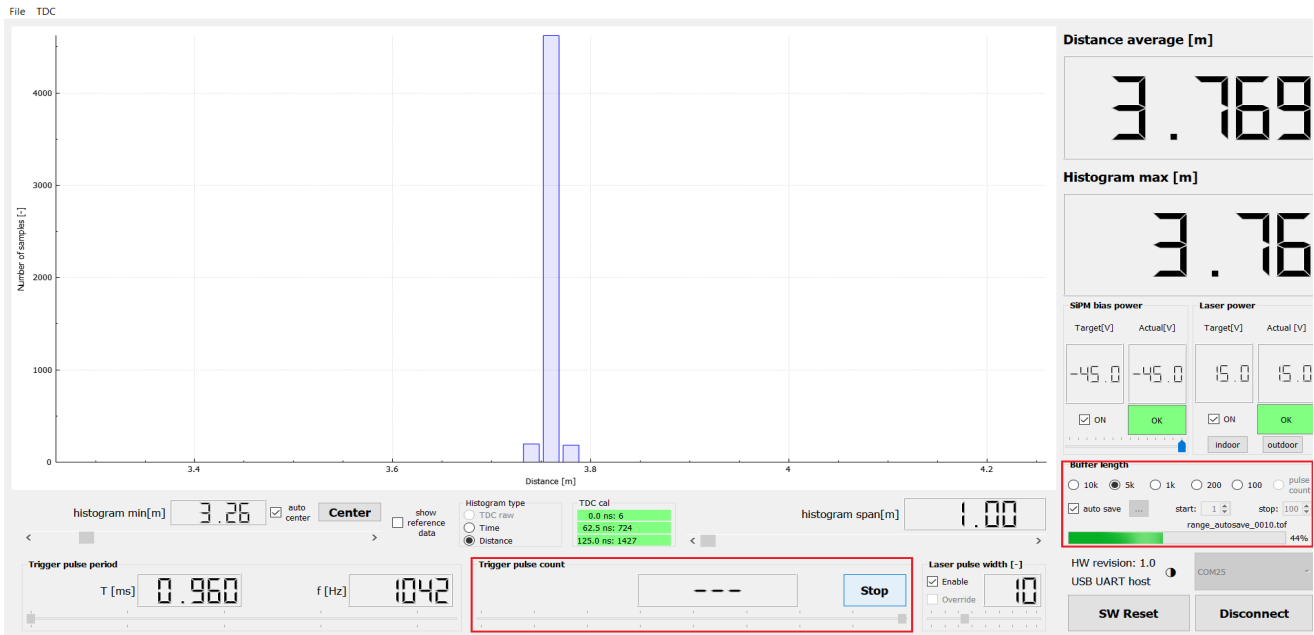 File TDC
Distance average [m]
3.769
Histogram max [m]
3.76
4000
3000
2000
1000
0
Number of samples [-]
3.4 3.6 3.8 4 4.2
Distance [m]
SiPM bias power
Target[V] Actual[V]
-45.0 -45.0
ON OK
Laser power
Target[V] Actual [V]
15.0 15.0
ON OK
indoor outdoor
Buffer length
10k 5k 1k 200 100 pulse count
auto save ... start: 1 stop: 100
range_autosave_0010.tof
44%
histogram min[m] 3.26 auto center Center
show reference data
Histogram type
TDC raw
Time
Distance
TDC cal
0.0 ns: 6
62.5 ns: 724
125.0 ns: 1427
histogram span[m] 1.00
< > < >
Trigger pulse period
T [ms] 0.960 f [Hz] 1042
Trigger pulse count
--- Stop
Laser pulse width [-]
Enable
Override
10
HW revision: 1.0
USB UART host
COM25
SW Reset Disconnect